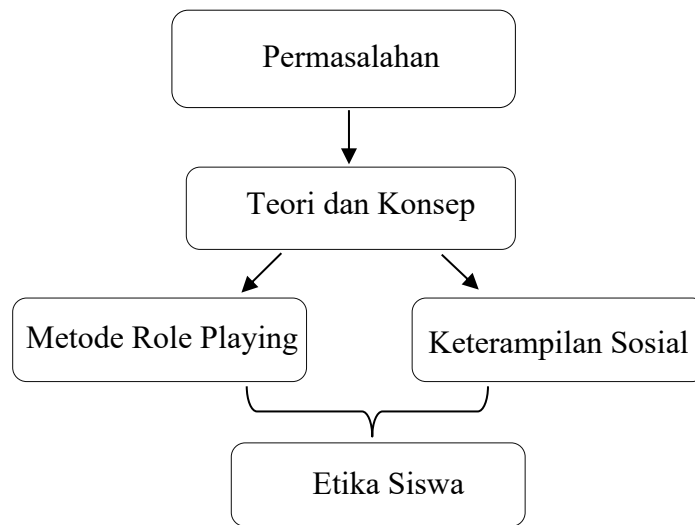 Permasalahan
Teori dan Konsep
Metode Role Playing
Keterampilan Sosial
Etika Siswa